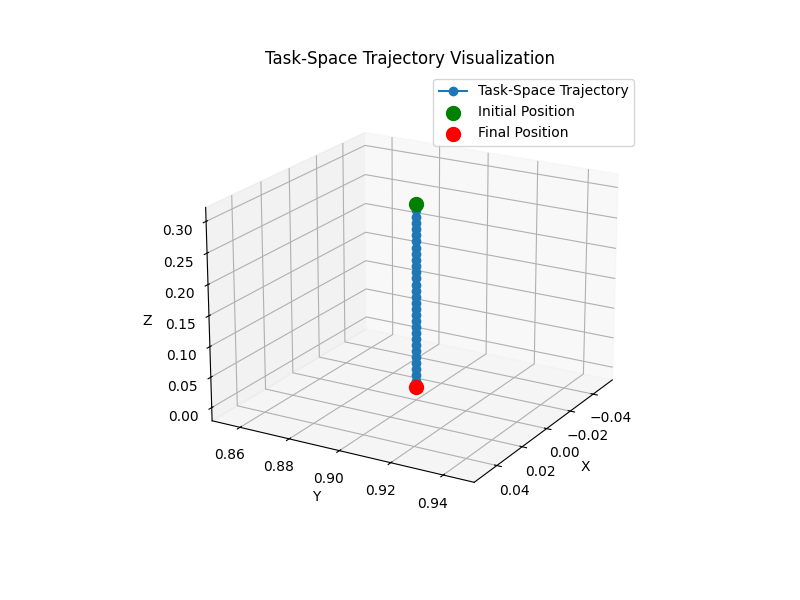 Task-Space Trajectory Visualization
Task-Space Trajectory
Initial Position
Final Position
0.30
0.25
0.20
0.15
0.10
0.05
0.00
Z
0.86
0.88
0.90
0.92
0.94
Y
−0.04
−0.02
0.00
0.02
0.04
X